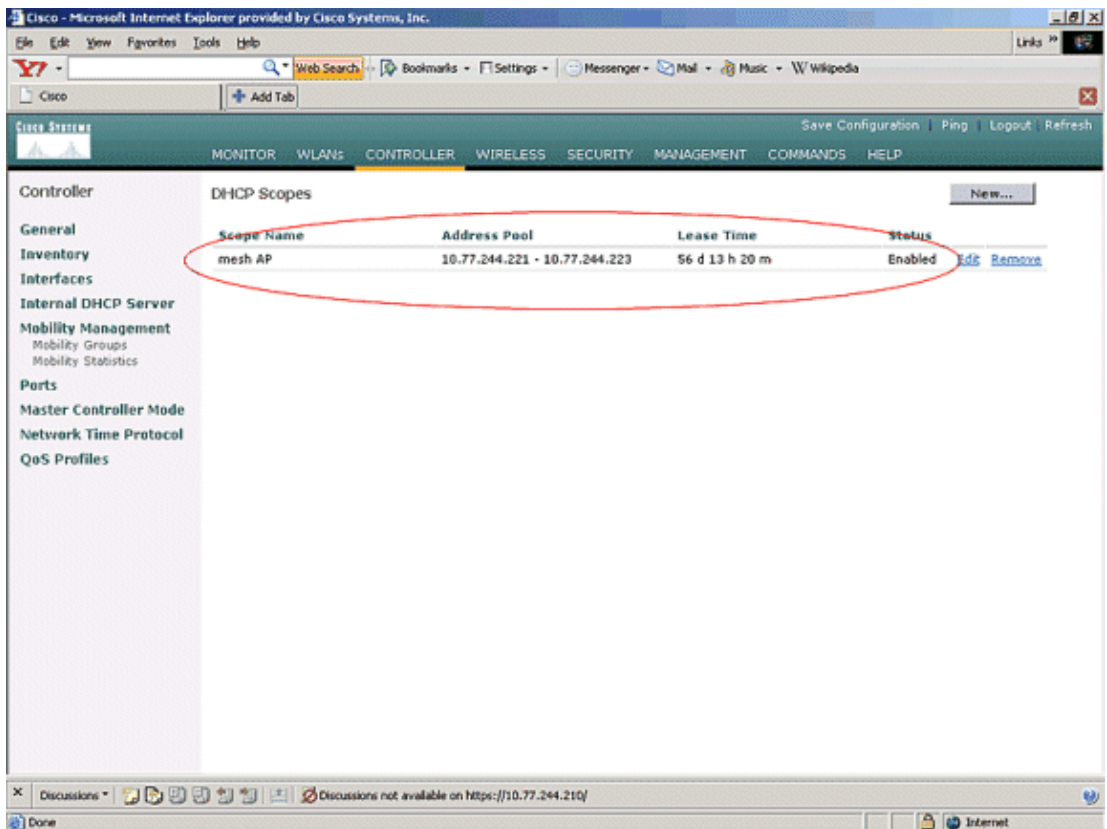 Cisco - Microsoft Internet Explorer provided by Cisco Systems, Inc.
File Edit View Favorites Tools Help Links »
Y! Web Search Bookmarks Settings Messenger Mail Music W Wikipedia
Cisco Add Tab
Cisco Systems
Save Configuration | Ping | Logout | Refresh
MONITOR WLANs CONTROLLER WIRELESS SECURITY MANAGEMENT COMMANDS HELP
Controller
General
Inventory
Interfaces
Internal DHCP Server
Mobility Management
Mobility Groups
Mobility Statistics
Ports
Master Controller Mode
Network Time Protocol
QoS Profiles
DHCP Scopes New...
Scope Name Address Pool Lease Time Status
mesh AP 10.77.244.221 - 10.77.244.223 56 d 13 h 20 m Enabled Edit Remove
Discussions Discussions not available on https://10.77.244.210/
Done Internet